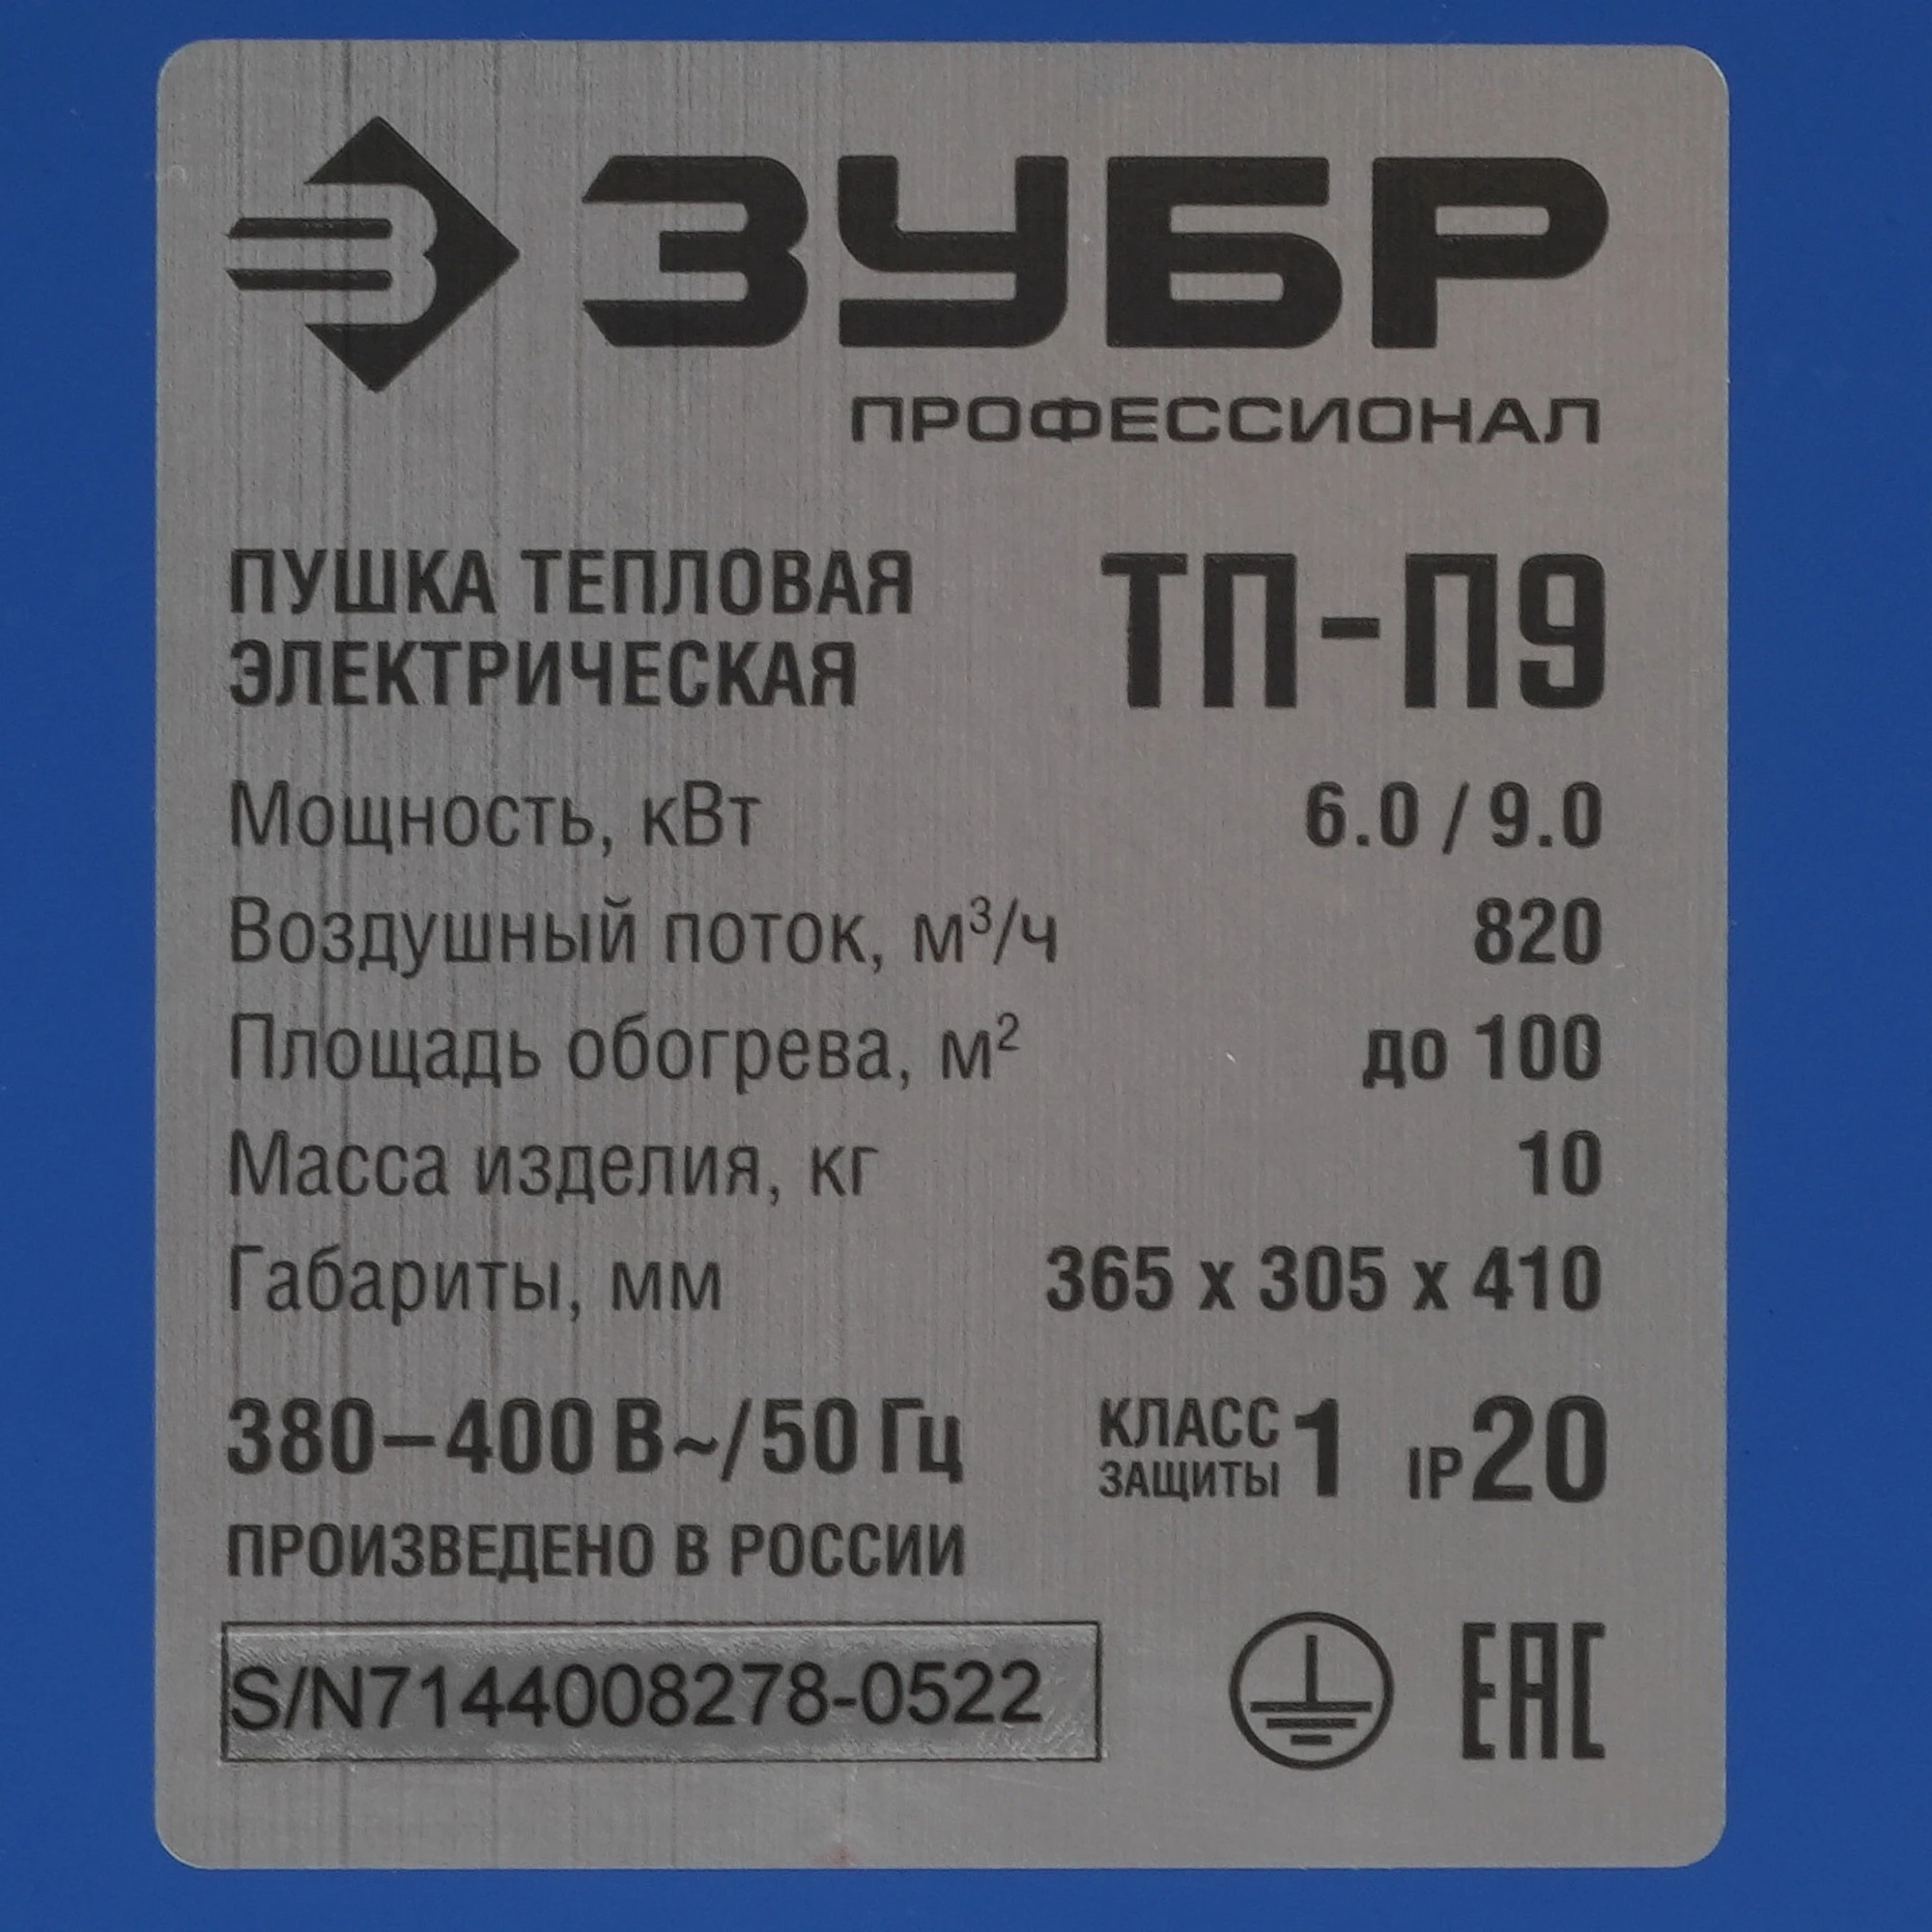 ЗУБР
ПРОФЕССИОНАЛ
ПУШКА ТЕПЛОВАЯ
ЭЛЕКТРИЧЕСКАЯ
ТП-П9
Мощность, кВт 6.0 / 9.0
Воздушный поток, м³/ч 820
Площадь обогрева, м² до 100
Масса изделия, кг 10
Габариты, мм 365 х 305 х 410
380–400 В~/50 Гц
КЛАСС
ЗАЩИТЫ 1 IP20
ПРОИЗВЕДЕНО В РОССИИ
S/N7144008278-0522
EAC